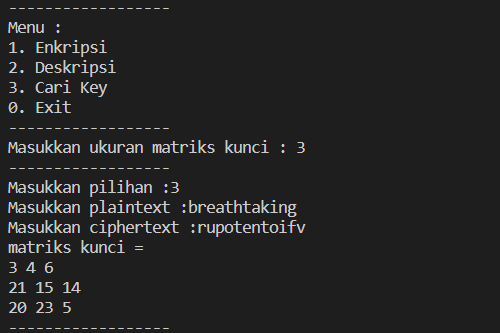 ------------------
Menu :
1. Enkripsi
2. Deskripsi
3. Cari Key
0. Exit
------------------
Masukkan ukuran matriks kunci : 3
------------------
Masukkan pilihan :3
Masukkan plaintext :breathtaking
Masukkan ciphertext :rupotentoifv
matriks kunci =
3 4 6
21 15 14
20 23 5
------------------